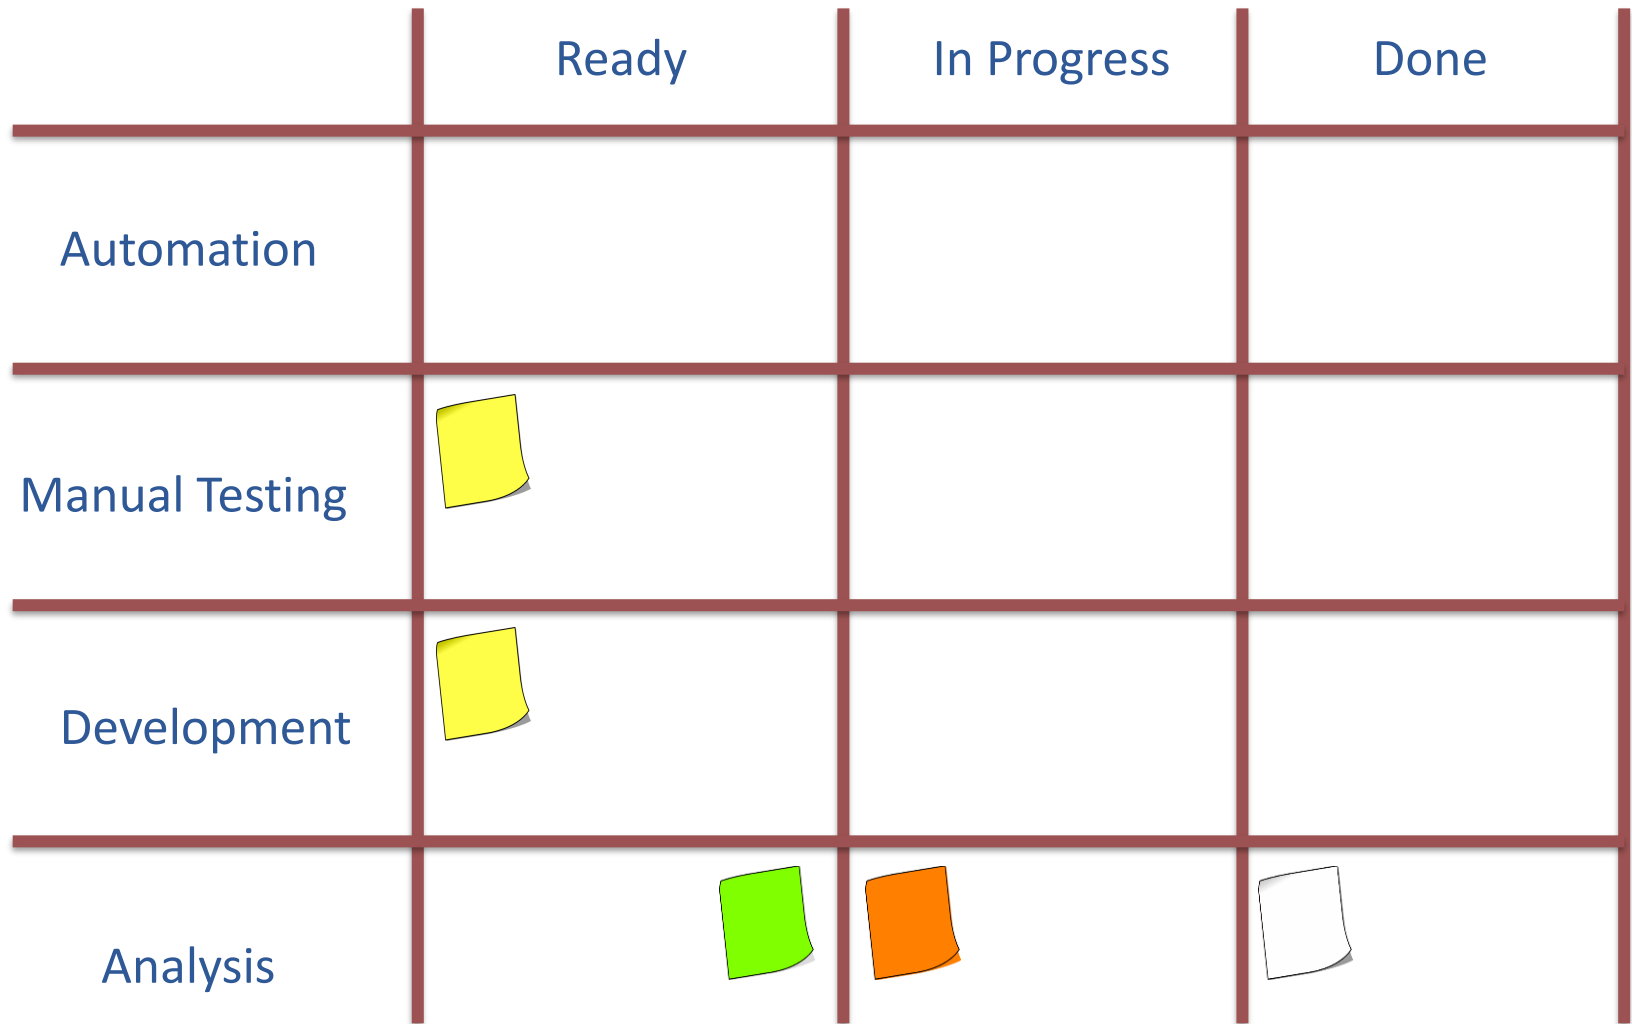 Ready
In Progress
Done
Automation
Manual Testing
Development
Analysis